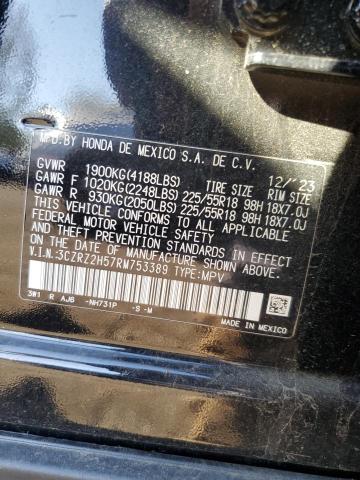 MFD.BY HONDA DE MEXICO S.A. DE C.V.
12/'23
GVWR 1900KG(4188LBS) TIRE SIZE RIM SIZE
GAWR F 1020KG(2248LBS) 225/55R18 98H 18X7.0J
GAWR R 930KG(2050LBS) 225/55R18 98H 18X7.0J
THIS VEHICLE CONFORMS TO ALL APPLICABLE
FEDERAL MOTOR VEHICLE SAFETY,
BUMPER, AND THEFT PREVENTION STANDARDS IN EFFECT
ON THE DATE OF MANUFACTURE SHOWN ABOVE.
V.I.N.:3CZRZ2H57RM753389 TYPE:MPV
3W1 R AJB -NH731P -S -M
MADE IN MEXICO